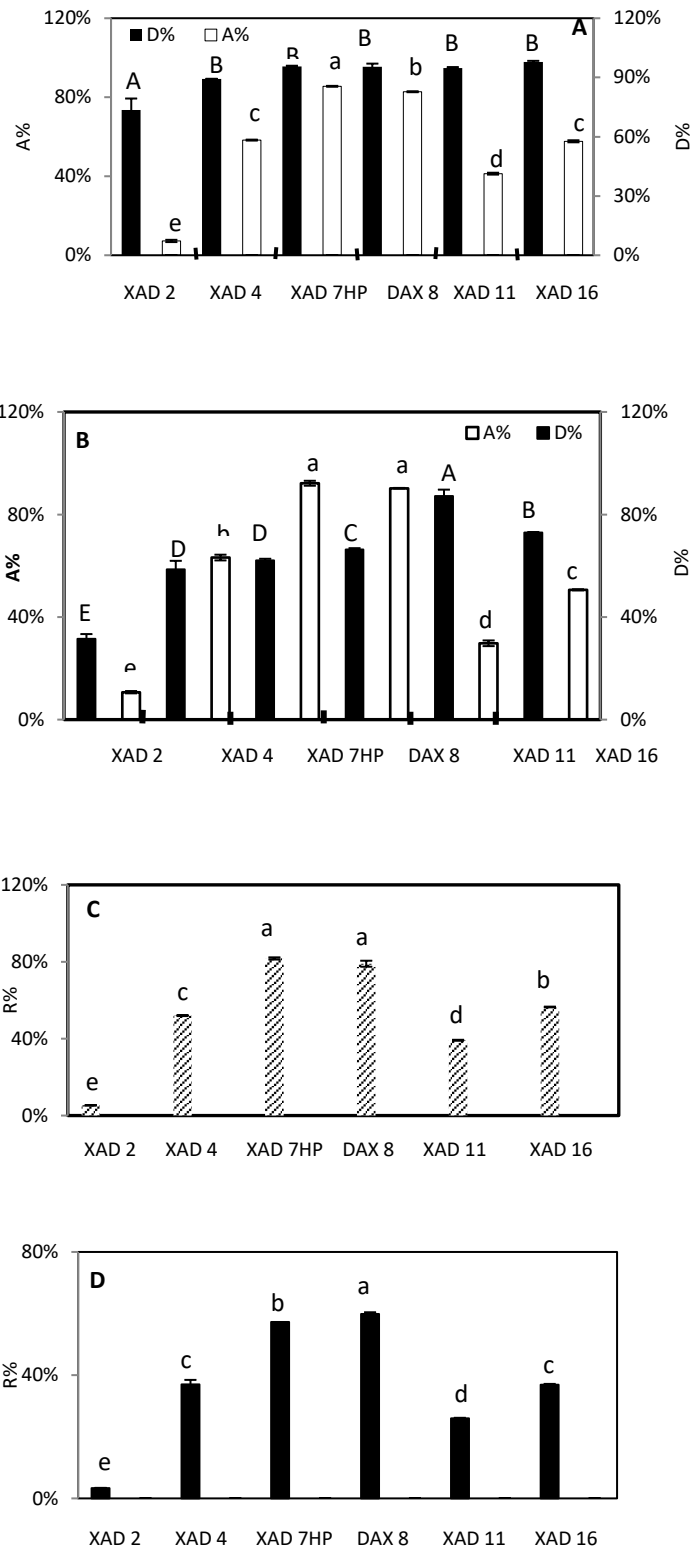 120% D% A% A 120%
B B B B
a
A b
90%
80%
c c
60%
d
40%
30%
e
0% 0%
A% D%
XAD 2 XAD 4 XAD 7HP DAX 8 XAD 11 XAD 16
120% 120%
B A% D%
a a A
B
80% 80%
D D C
c
E d
40% 40%
0% 0%
A% D%
XAD 2 XAD 4 XAD 7HP DAX 8 XAD 11 XAD 16
120%
C
a a
80%
b
c
d
40%
e
0%
R%
XAD 2 XAD 4 XAD 7HP DAX 8 XAD 11 XAD 16
80%
D
a
b
c c
40%
d
e
0%
R%
XAD 2 XAD 4 XAD 7HP DAX 8 XAD 11 XAD 16